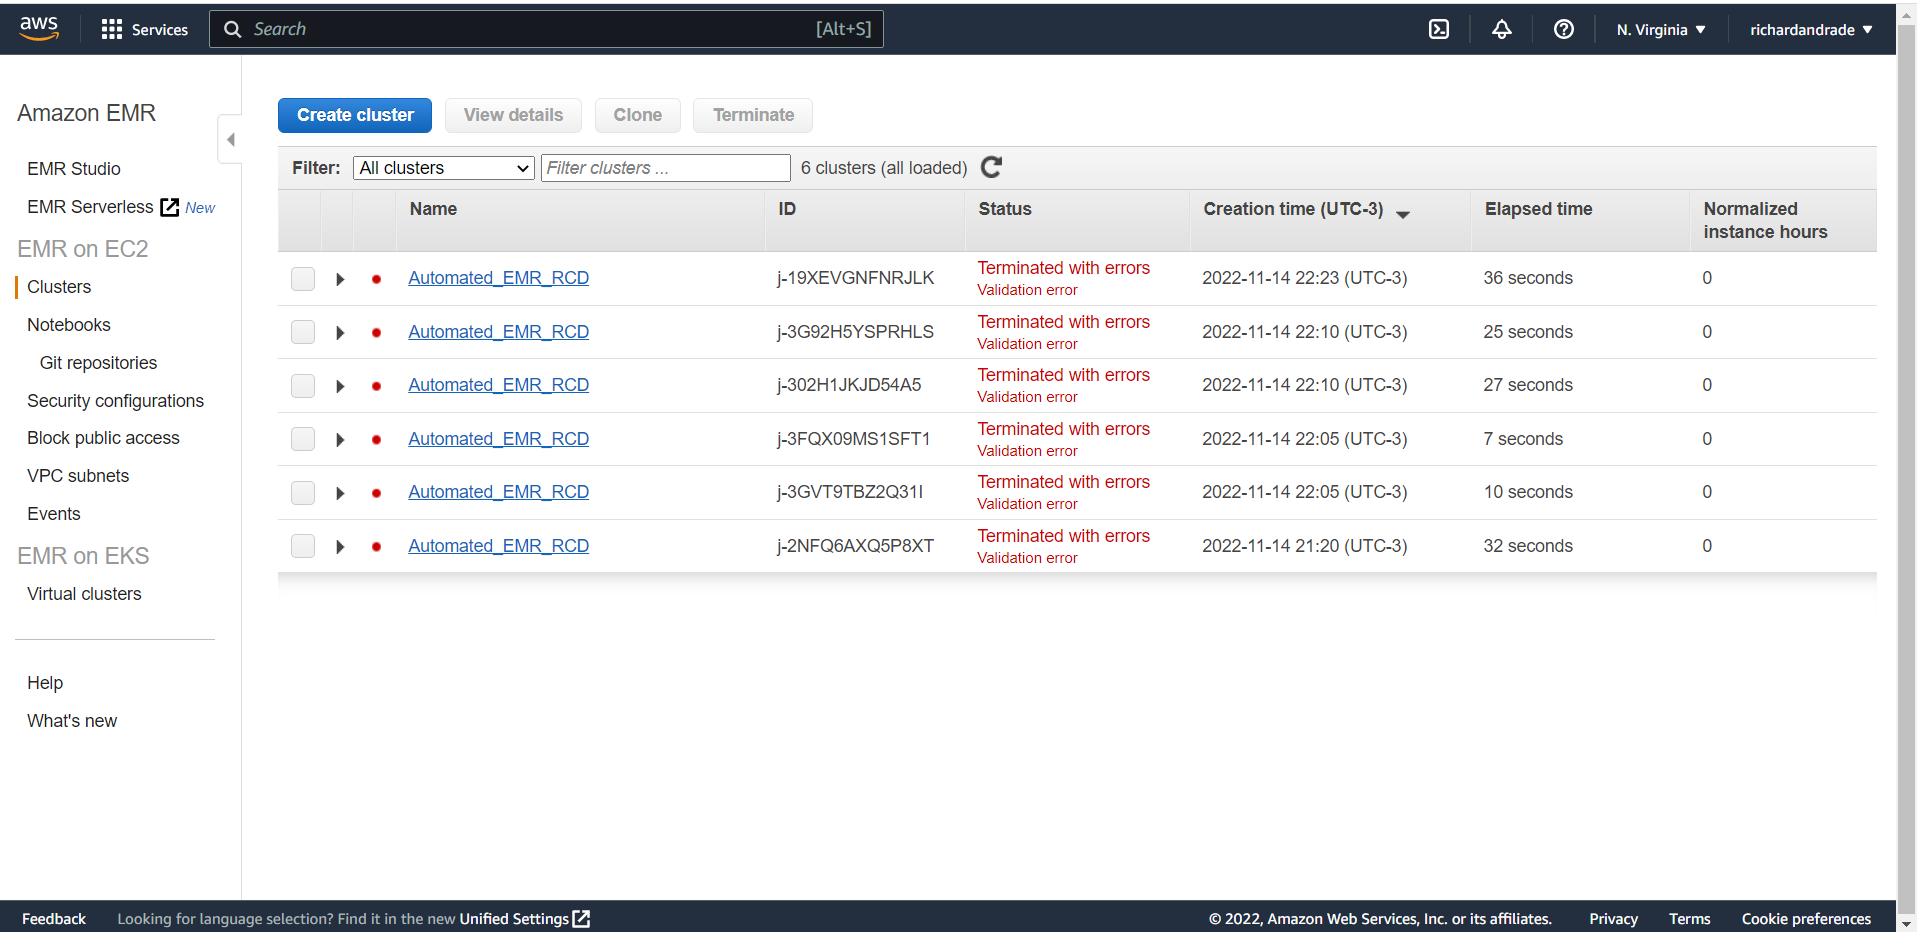 aws Services Search [Alt+S] N. Virginia richardandrade
Amazon EMR
EMR Studio
EMR Serverless New
EMR on EC2
Clusters
Notebooks
Git repositories
Security configurations
Block public access
VPC subnets
Events
EMR on EKS
Virtual clusters
Help
What's new
Create cluster View details Clone Terminate
Filter: All clusters Filter clusters ... 6 clusters (all loaded)
Name ID Status Creation time (UTC-3) Elapsed time Normalized instance hours
Automated_EMR_RCD j-19XEVGNFNRJLK Terminated with errors 2022-11-14 22:23 (UTC-3) 36 seconds 0
Validation error
Automated_EMR_RCD j-3G92H5YSPRHLS Terminated with errors 2022-11-14 22:10 (UTC-3) 25 seconds 0
Validation error
Automated_EMR_RCD j-302H1JKJD54A5 Terminated with errors 2022-11-14 22:10 (UTC-3) 27 seconds 0
Validation error
Automated_EMR_RCD j-3FQX09MS1SFT1 Terminated with errors 2022-11-14 22:05 (UTC-3) 7 seconds 0
Validation error
Automated_EMR_RCD j-3GVT9TBZ2Q31I Terminated with errors 2022-11-14 22:05 (UTC-3) 10 seconds 0
Validation error
Automated_EMR_RCD j-2NFQ6AXQ5P8XT Terminated with errors 2022-11-14 21:20 (UTC-3) 32 seconds 0
Validation error
Feedback Looking for language selection? Find it in the new Unified Settings © 2022, Amazon Web Services, Inc. or its affiliates. Privacy Terms Cookie preferences